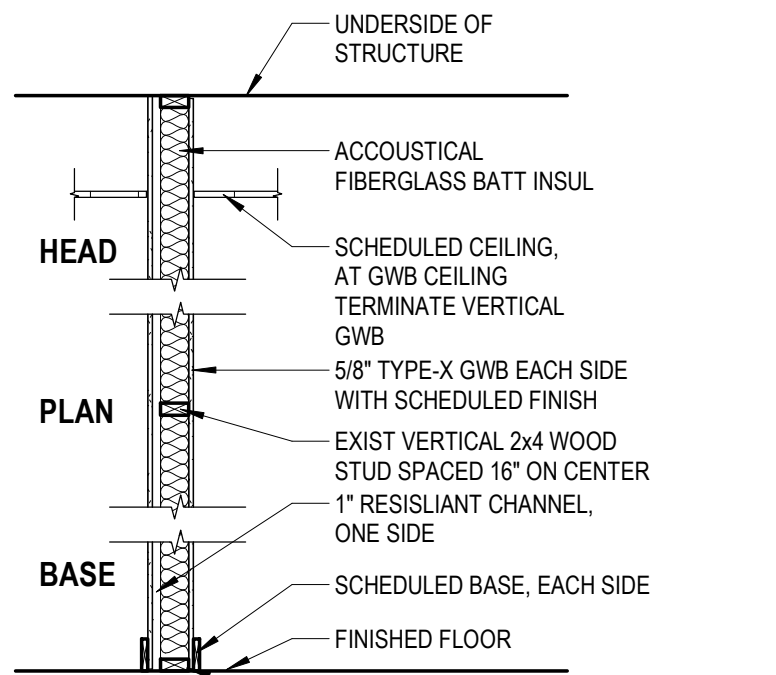 UNDERSIDE OF
STRUCTURE
ACCOUSTICAL
FIBERGLASS BATT INSUL
HEAD
SCHEDULED CEILING,
AT GWB CEILING
TERMINATE VERTICAL
GWB
5/8" TYPE-X GWB EACH SIDE
WITH SCHEDULED FINISH
PLAN
EXIST VERTICAL 2x4 WOOD
STUD SPACED 16" ON CENTER
1" RESISLIANT CHANNEL,
ONE SIDE
BASE
SCHEDULED BASE, EACH SIDE
FINISHED FLOOR